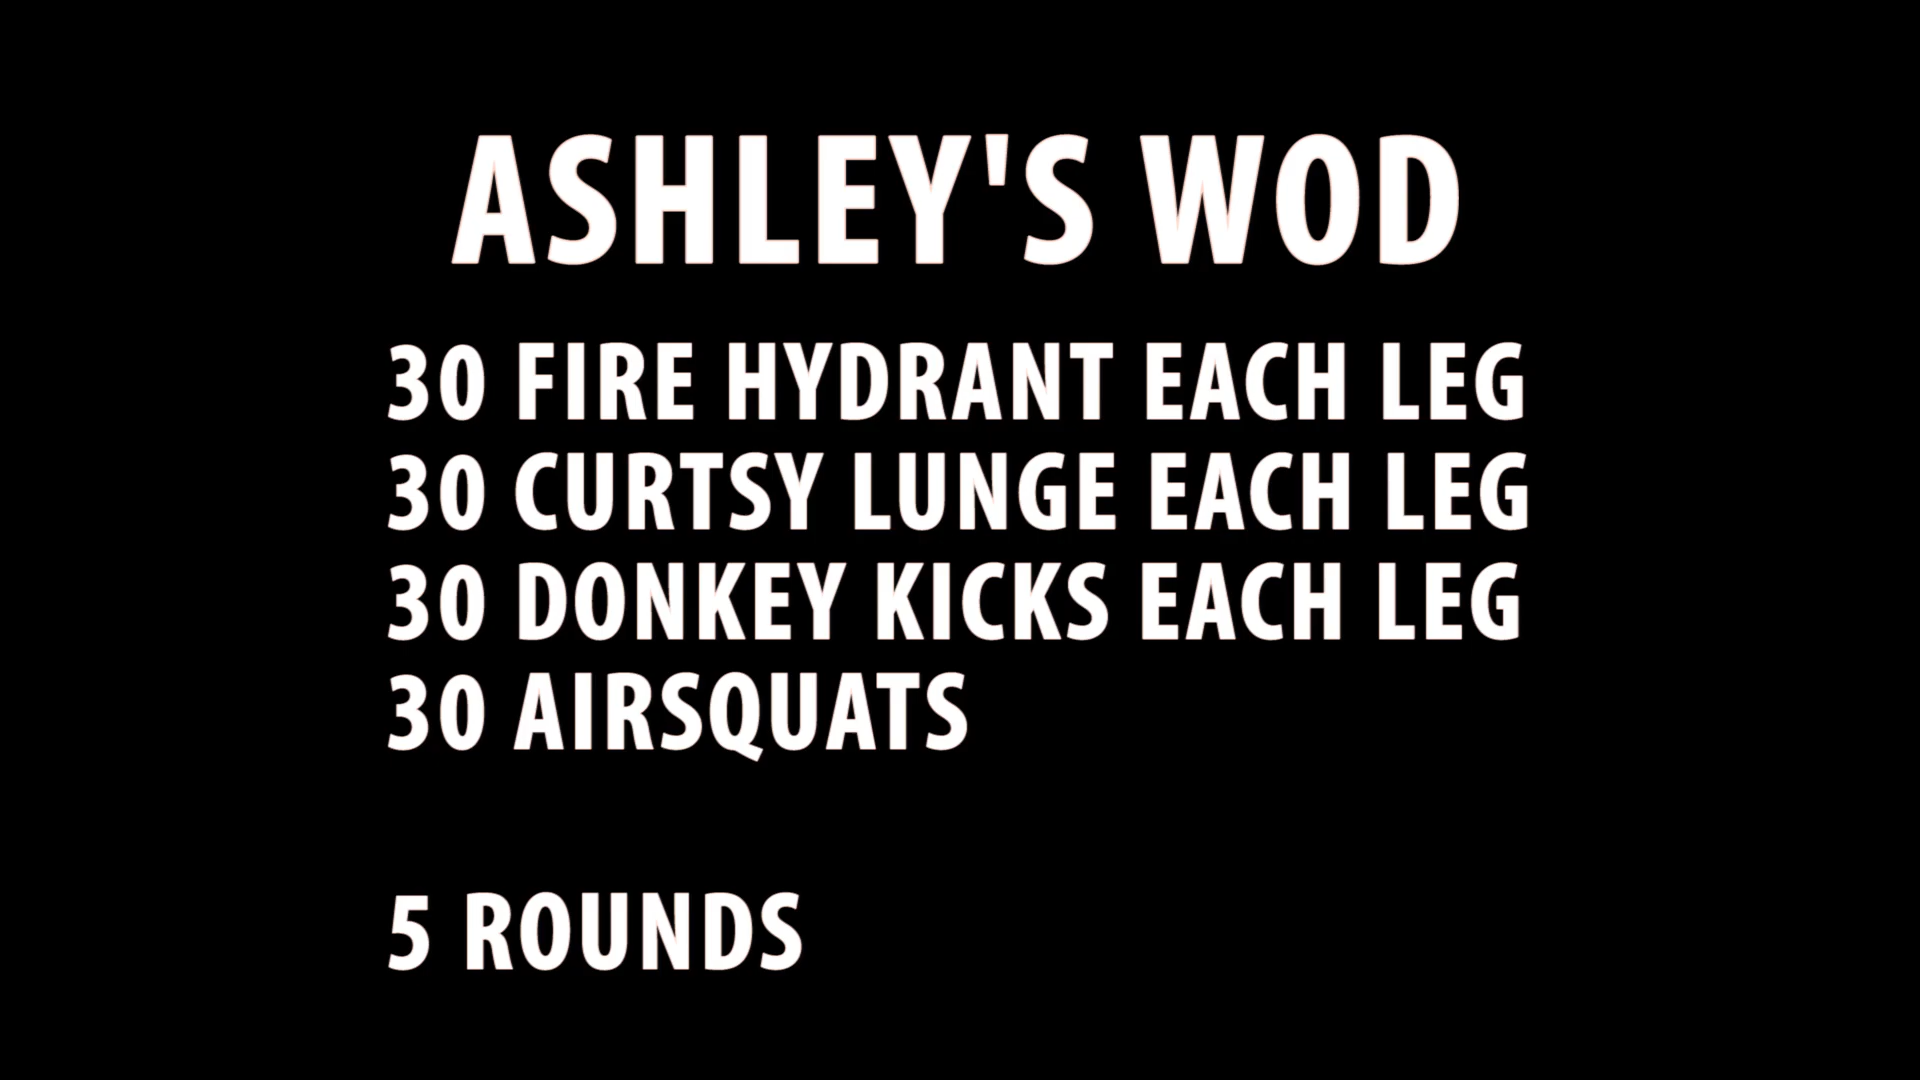 ASHLEY'S WOD
30 FIRE HYDRANT EACH LEG
30 CURTSY LUNGE EACH LEG
30 DONKEY KICKS EACH LEG
30 AIRSQUATS
5 ROUNDS